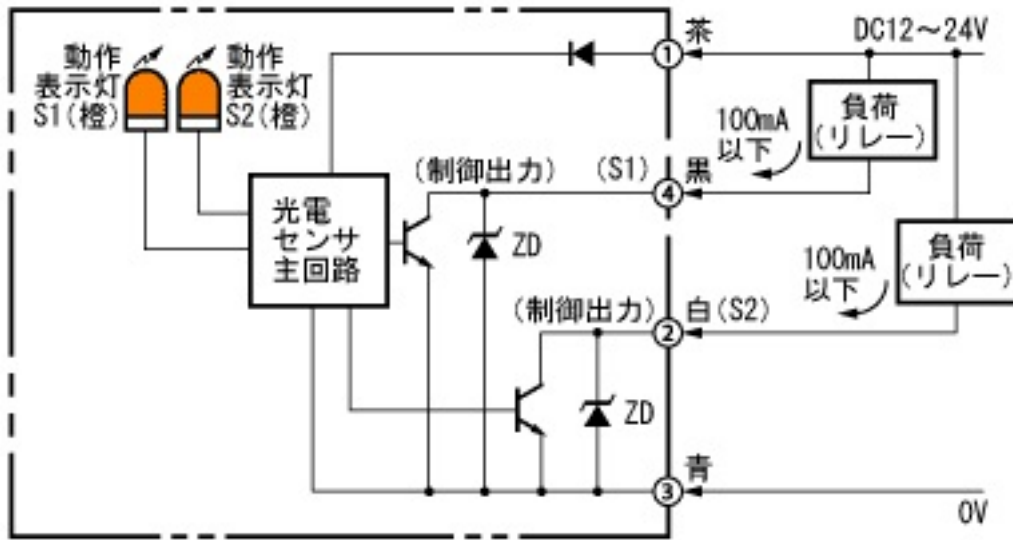 動作
表示灯
S1(橙)
動作
表示灯
S2(橙)
茶
DC12～24V
①
負荷
(リレー)
100mA
以下
(制御出力)
(S1)
④
黒
光電
センサ
主回路
ZD
負荷
(リレー)
100mA
以下
(制御出力)
②
白(S2)
ZD
青
③
0V